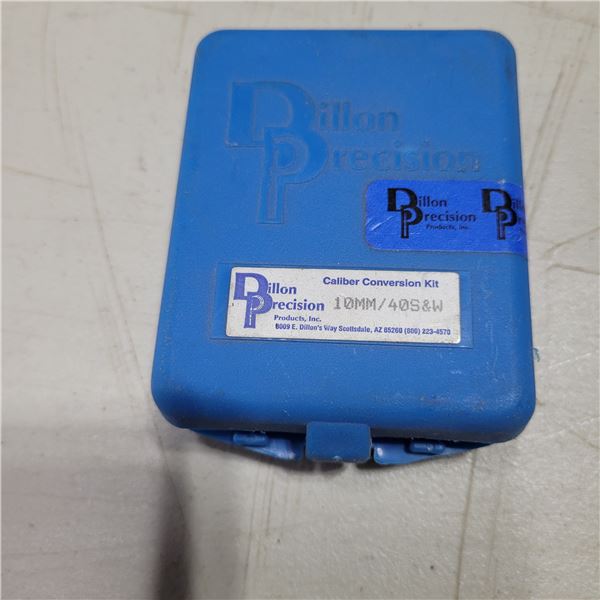 Dillon
Precision
Dillon
Precision
Products, Inc.
Caliber Conversion Kit
Dillon
Precision
10MM/40S&W
Products, Inc.
8009 E. Dillon's Way Scottsdale, AZ 85260 (800) 223-4570